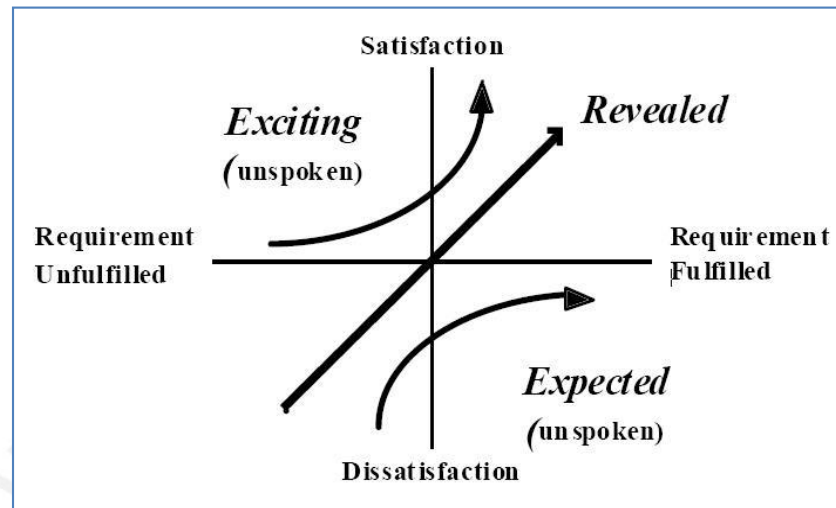 Satisfaction
Exciting
(unspoken)
Revealed
Requirement
Unfulfilled
Requirement
Fulfilled
Expected
(unspoken)
Dissatisfaction